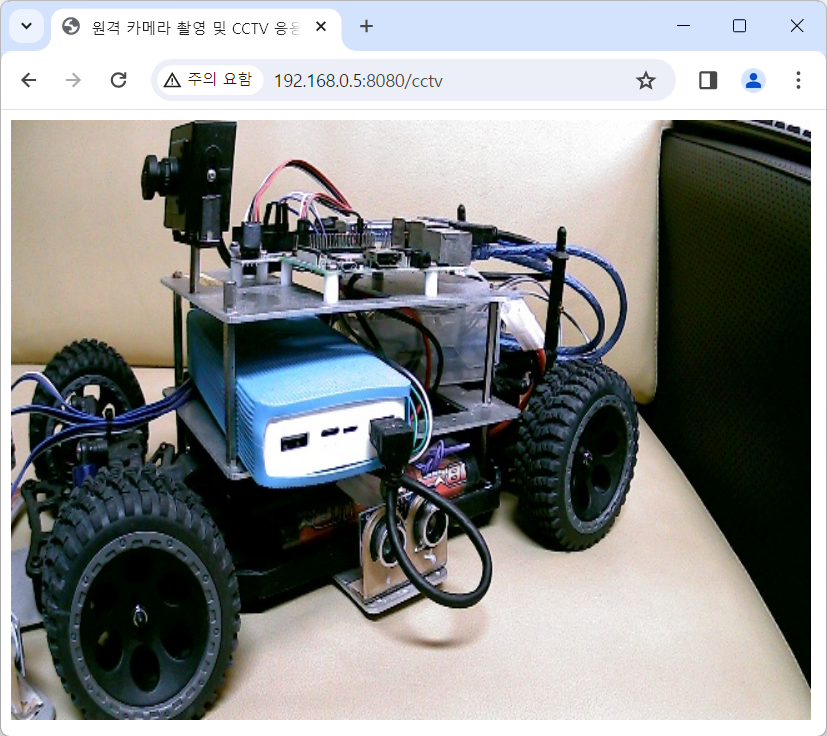 원격 카메라 촬영 및 CCTV 응용
주의 요함
192.168.0.5:8080/cctv